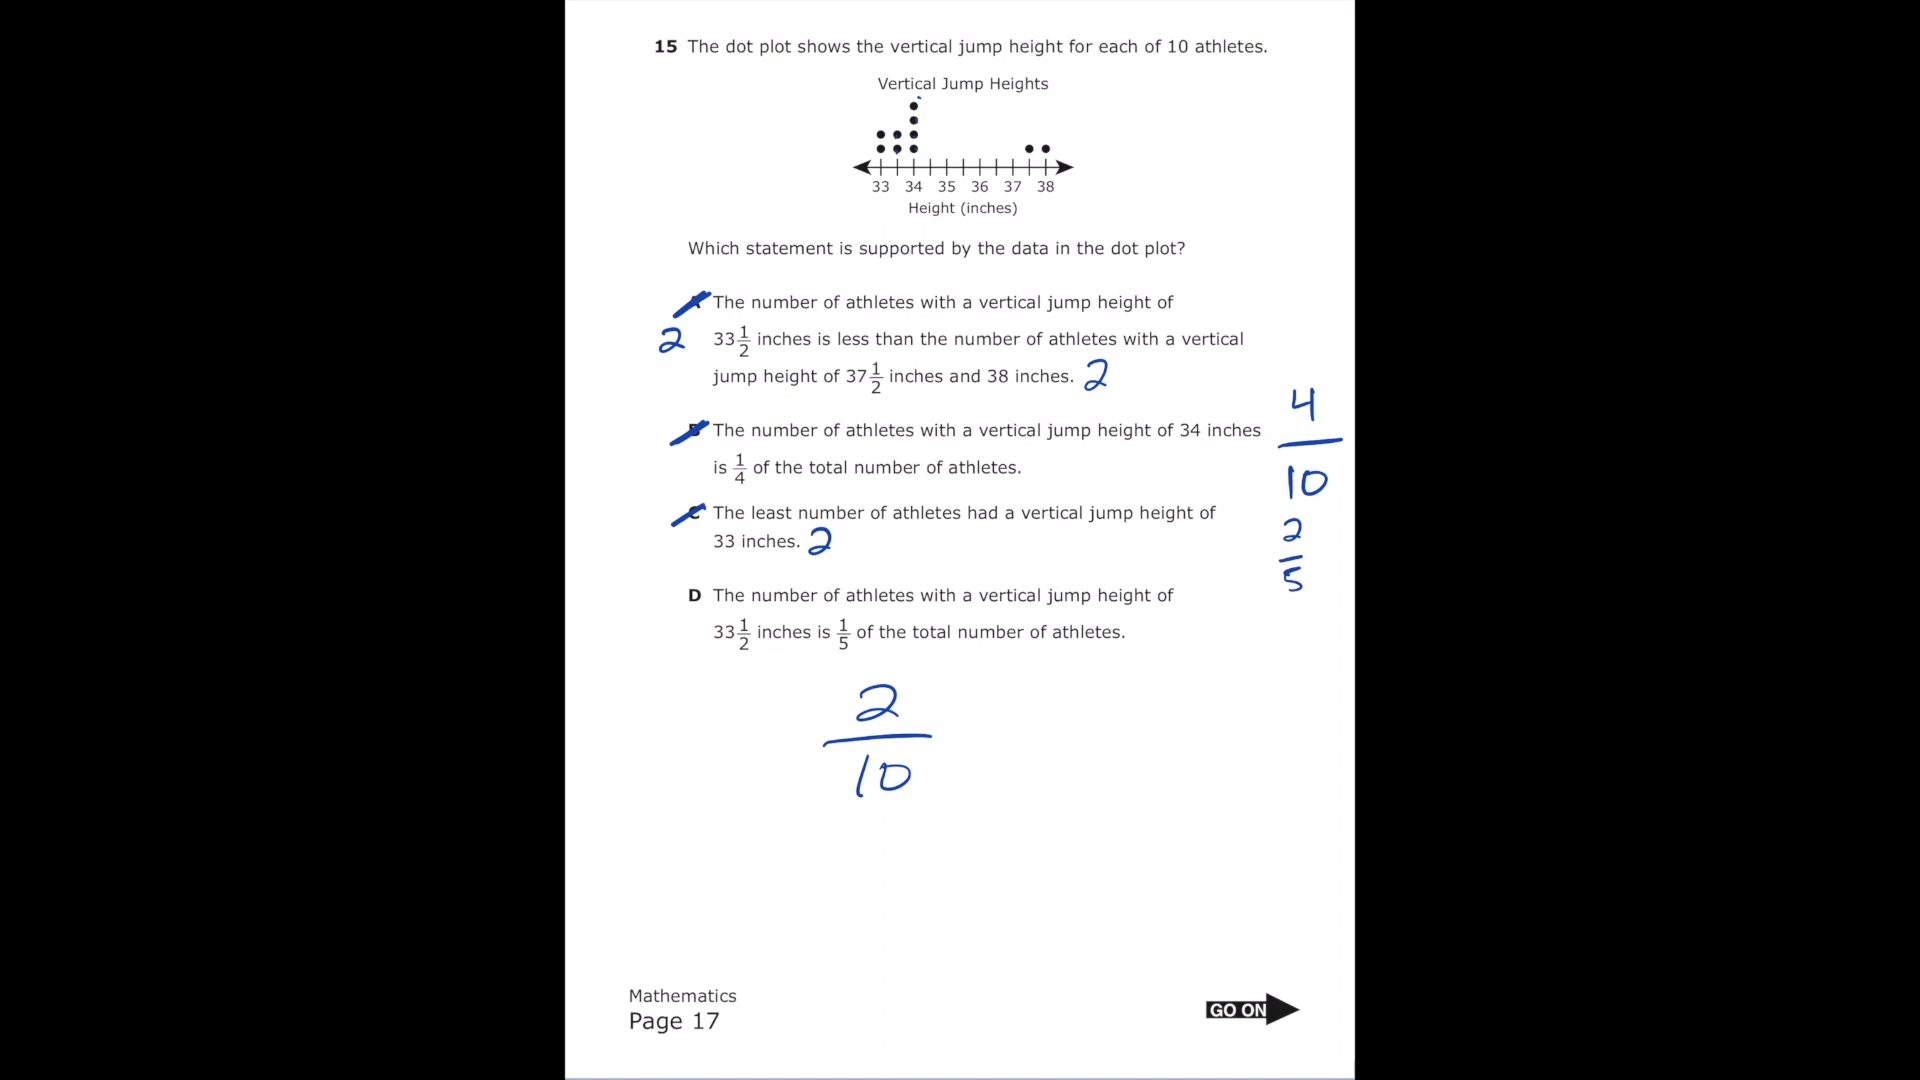 15 The dot plot shows the vertical jump height for each of 10 athletes.
Vertical Jump Heights
33 34 35 36 37 38
Height (inches)
Which statement is supported by the data in the dot plot?
A The number of athletes with a vertical jump height of
2 33 1/2 inches is less than the number of athletes with a vertical
jump height of 37 1/2 inches and 38 inches. 2
4/10
B The number of athletes with a vertical jump height of 34 inches
is 1/4 of the total number of athletes.
C The least number of athletes had a vertical jump height of
33 inches. 2
2/5
D The number of athletes with a vertical jump height of
33 1/2 inches is 1/5 of the total number of athletes.
2/10
Mathematics
Page 17
GO ON